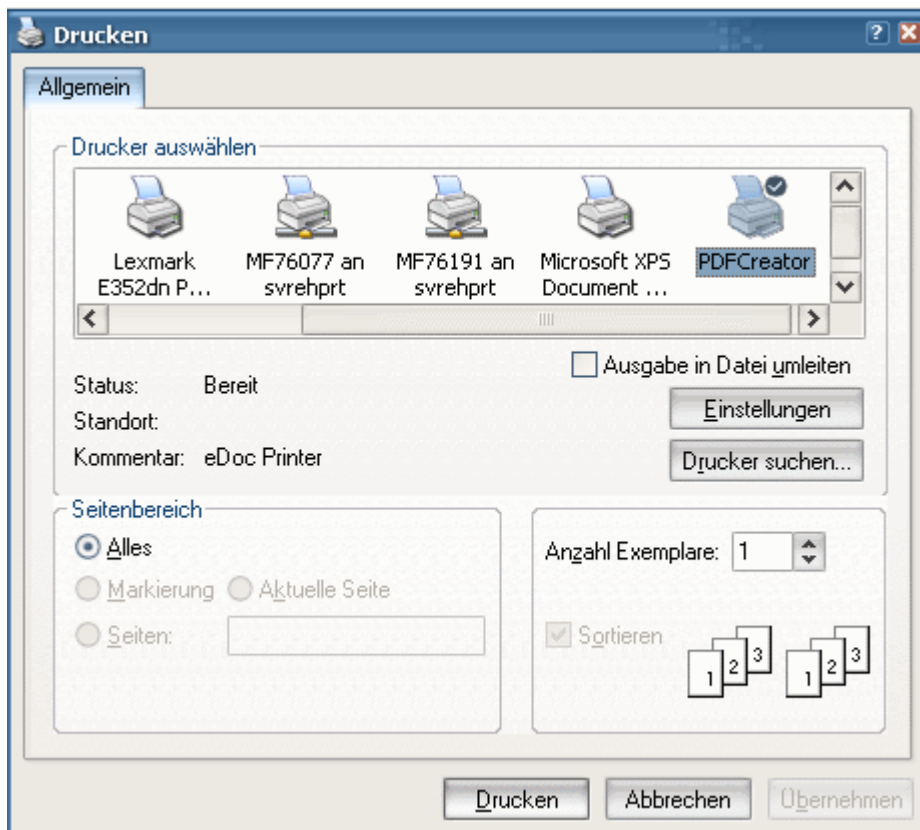 Drucken
Allgemein
Drucker auswählen
Lexmark E352dn P...
MF76077 an svrehprt
MF76191 an svrehprt
Microsoft XPS Document ...
PDFCreator
Status: Bereit
Standort:
Kommentar: eDoc Printer
Ausgabe in Datei umleiten
Einstellungen
Drucker suchen...
Seitenbereich
Alles
Markierung Aktuelle Seite
Seiten:
Anzahl Exemplare: 1
Sortieren
1 2 3 1 2 3
Drucken Abbrechen Übernehmen